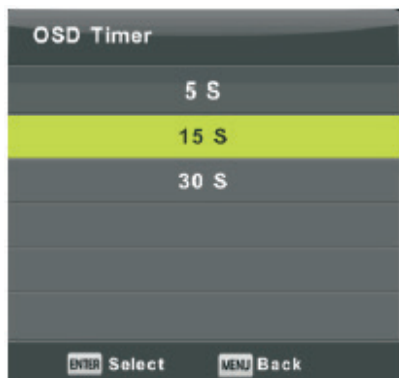 OSD Timer
5 S
15 S
30 S
ENTER Select MENU Back